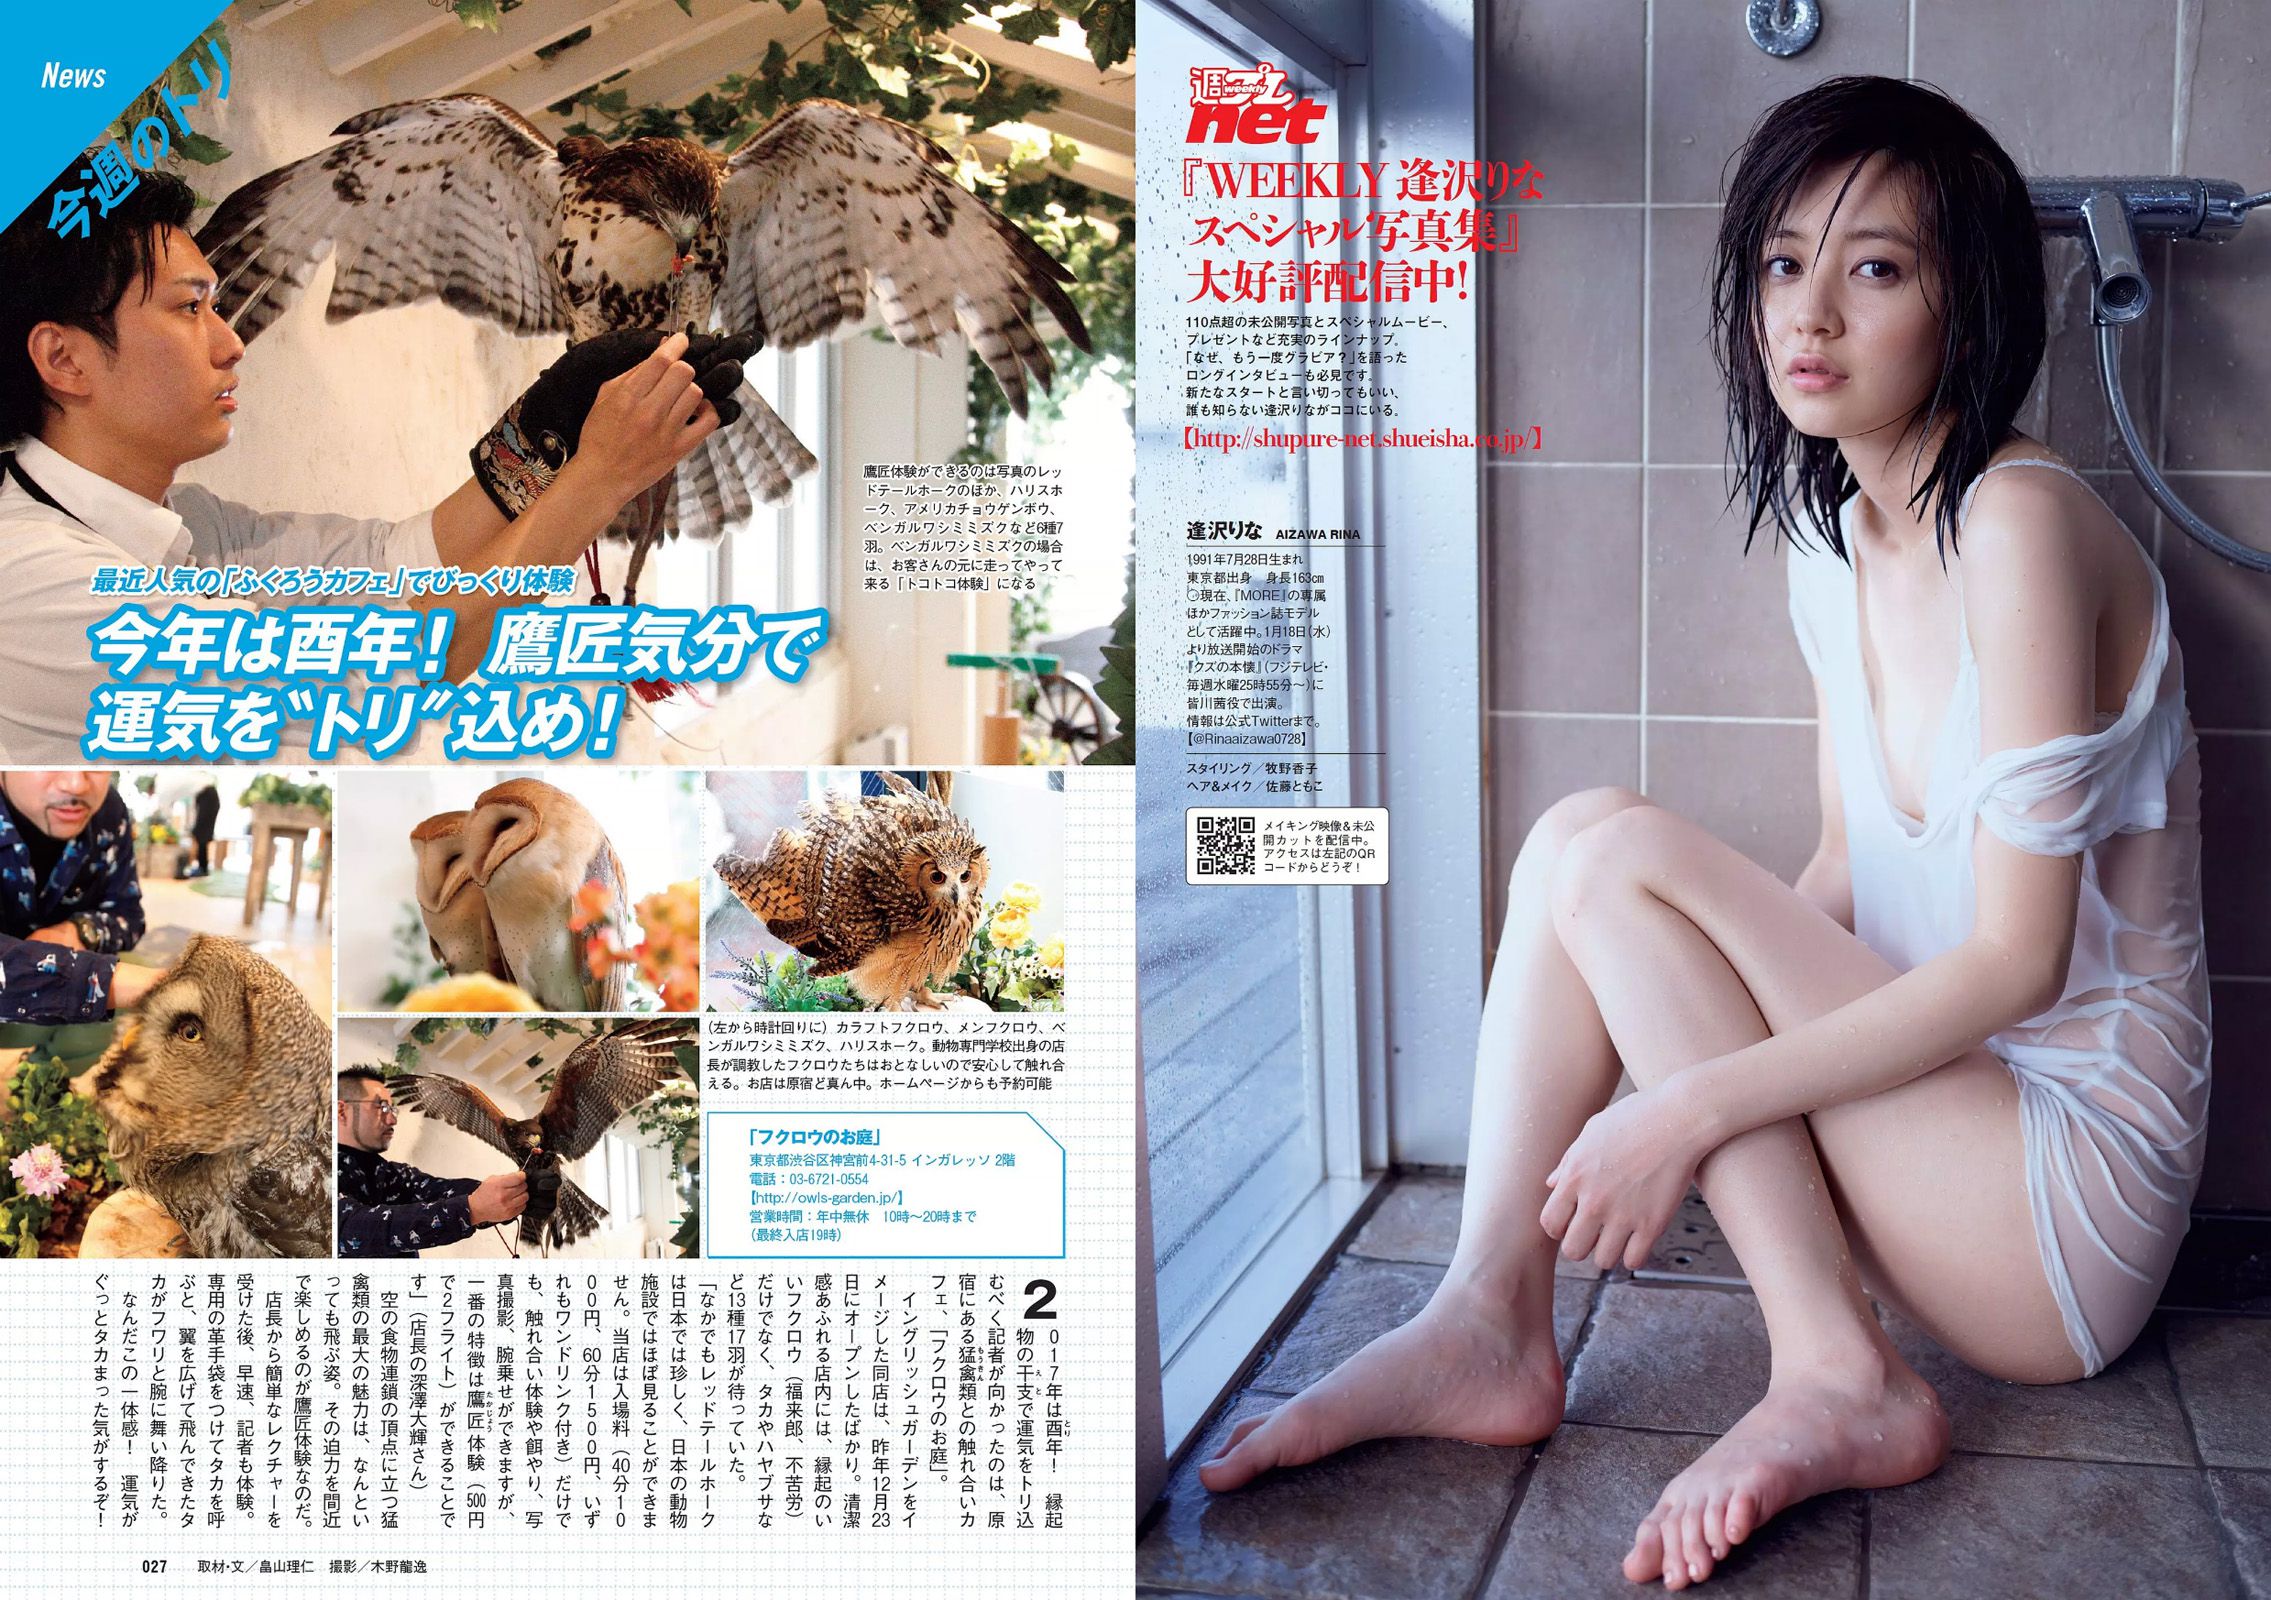 News
今週のトリ
鷹匠体験ができるのは写真のレッ
ドテールホークのほか、ハリスホ
ーク、アメリカチョウゲンボウ、
ベンガルワシミミズクなど6種7
羽。ベンガルワシミミズクの場合
は、お客さんの元に走ってやって
来る「トコトコ体験」になる
最近人気の「ふくろうカフェ」でびっくり体験
今年は酉年！ 鷹匠気分で
運気を“トリ”込め！
(左から時計回りに) カラフトフクロウ、メンフクロウ、ベ
ンガルワシミミズク、ハリスホーク。動物専門学校出身の店
長が調教したフクロウたちはおとなしいので安心して触れ合
える。お店は原宿ど真ん中。ホームページからも予約可能
「フクロウのお庭」
東京都渋谷区神宮前4-31-5 インガレッソ 2階
電話：03-6721-0554
【http://owls-garden.jp/】
営業時間：年中無休　10時〜20時まで
(最終入店19時)
2017年は酉年！　縁起
物の干支で運気をトリ込
むべく記者が向かったのは、原
宿にある猛禽類との触れ合いカ
フェ、「フクロウのお庭」。
イングリッシュガーデンをイ
メージした同店は、昨年12月23
日にオープンしたばかり。清潔
感あふれる店内には、縁起のい
いフクロウ（福来郎、不苦労）
だけでなく、タカやハヤブサな
ど13種17羽が待っていた。
「なかでもレッドテールホーク
は日本では珍しく、日本の動物
施設ではほぼ見ることができま
せん。当店は入場料（40分10
00円、60分1500円、いず
れもワンドリンク付き）だけで
も、触れ合い体験や餌やり、写
真撮影、腕乗せができますが、
一番の特徴は鷹匠体験（500円
で2フライト）ができることで
す」（店長の深澤大輝さん）
空の食物連鎖の頂点に立つ猛
禽類の最大の魅力は、なんとい
っても飛ぶ姿。その迫力を間近
で楽しめるのが鷹匠体験なのだ。
店長から簡単なレクチャーを
受けた後、早速、記者も体験。
専用の革手袋をつけてタカを呼
ぶと、翼を広げて飛んできたタ
カがフワリと腕に舞い降りた。
なんだこの一体感！　運気が
ぐっとタカまった気がするぞ！
027　取材・文／畠山理仁　撮影／木野龍逸
週プレ weekly
net
『WEEKLY 逢沢りな
スペシャル写真集』
大好評配信中！
110点超の未公開写真とスペシャルムービー、
プレゼントなど充実のラインナップ。
「なぜ、もう一度グラビア？」を語った
ロングインタビューも必見です。
新たなスタートと言い切ってもいい、
誰も知らない逢沢りながココにいる。
【http://shupure-net.shueisha.co.jp/】
逢沢りな　AIZAWA RINA
1991年7月28日生まれ
東京都出身　身長163㎝
○現在、『MORE』の専属
ほかファッション誌モデル
として活躍中。1月18日(水)
より放送開始のドラマ
『クズの本懐』(フジテレビ・
毎週水曜25時55分〜)に
皆川茜役で出演。
情報は公式Twitterまで。
【@Rinaaizawa0728】
スタイリング／牧野香子
ヘア&メイク／佐藤ともこ
メイキング映像＆未公
開カットを配信中。
アクセスは左記のQR
コードからどうぞ！